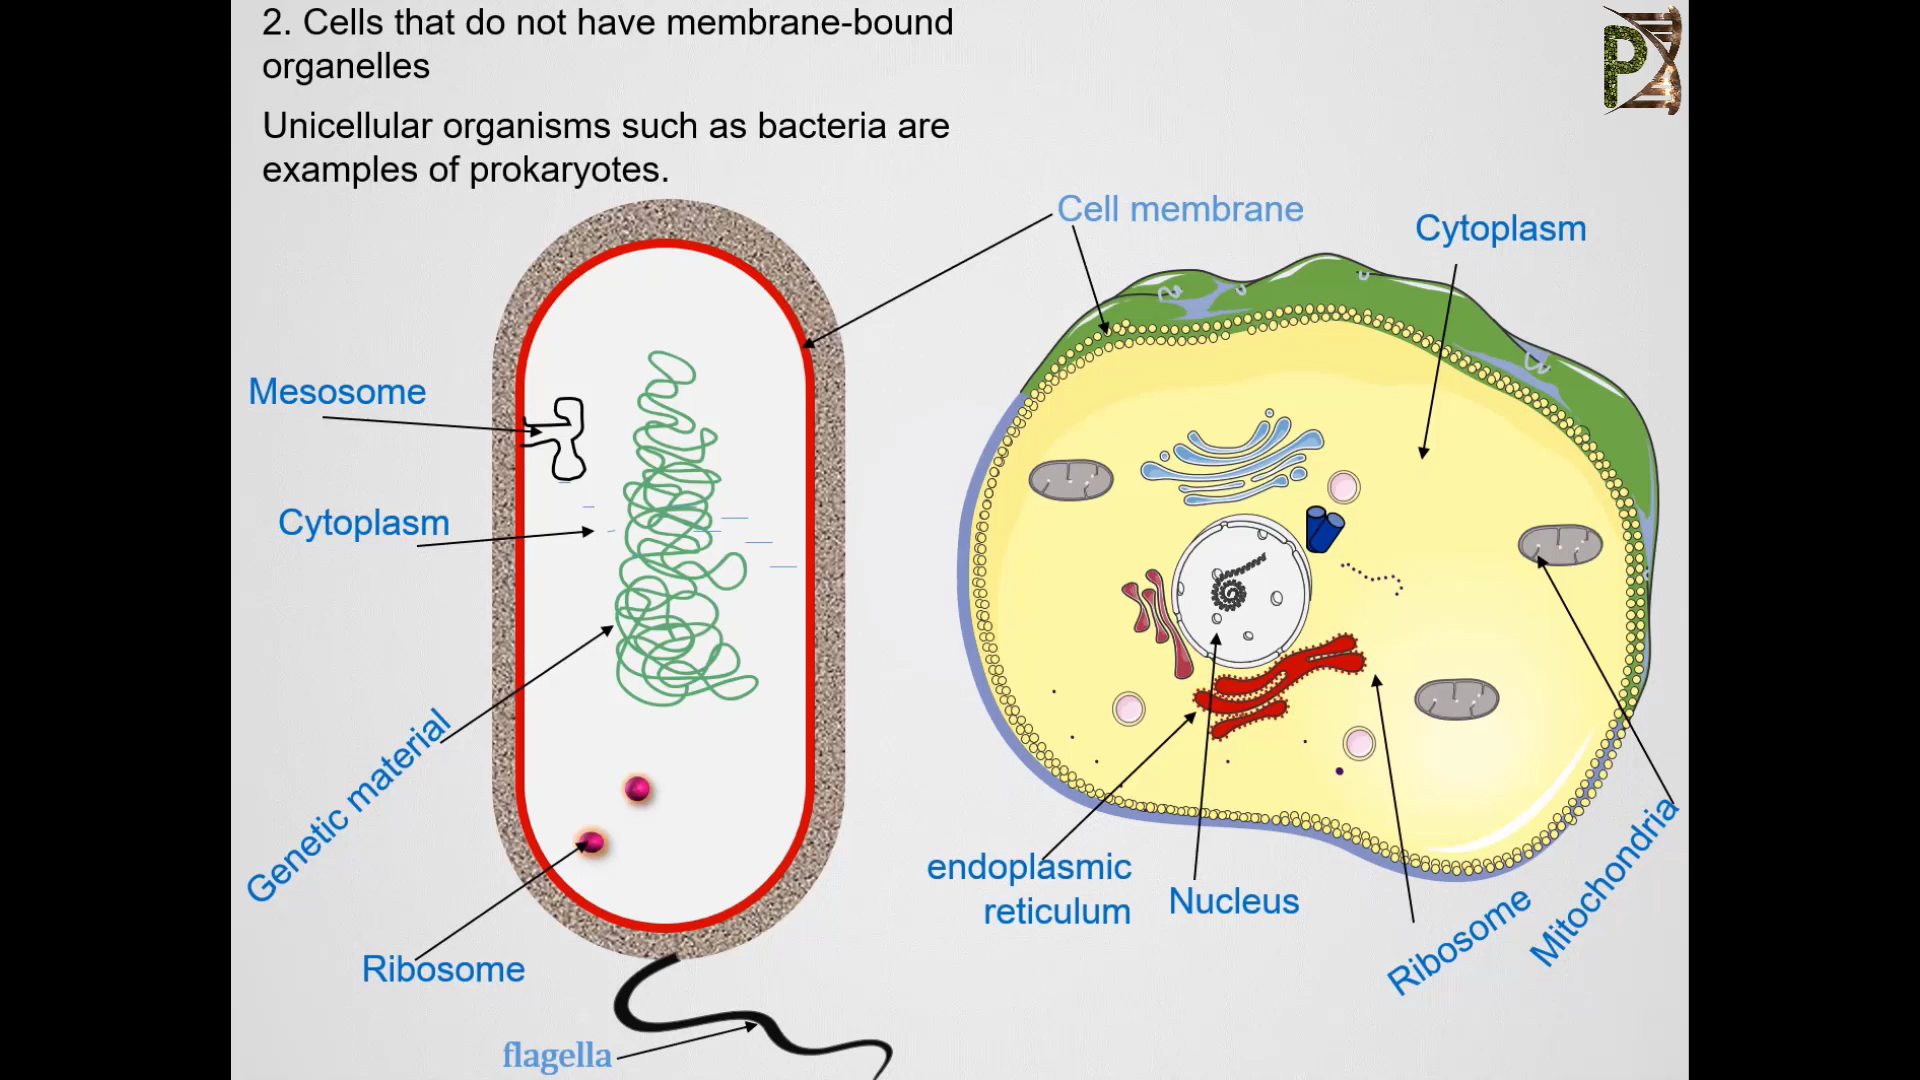 2. Cells that do not have membrane-bound
organelles
Unicellular organisms such as bacteria are
examples of prokaryotes.
P
Cell membrane
Cytoplasm
Mesosome
Cytoplasm
Genetic material
Ribosome
flagella
endoplasmic
reticulum
Nucleus
Ribosome
Mitochondria